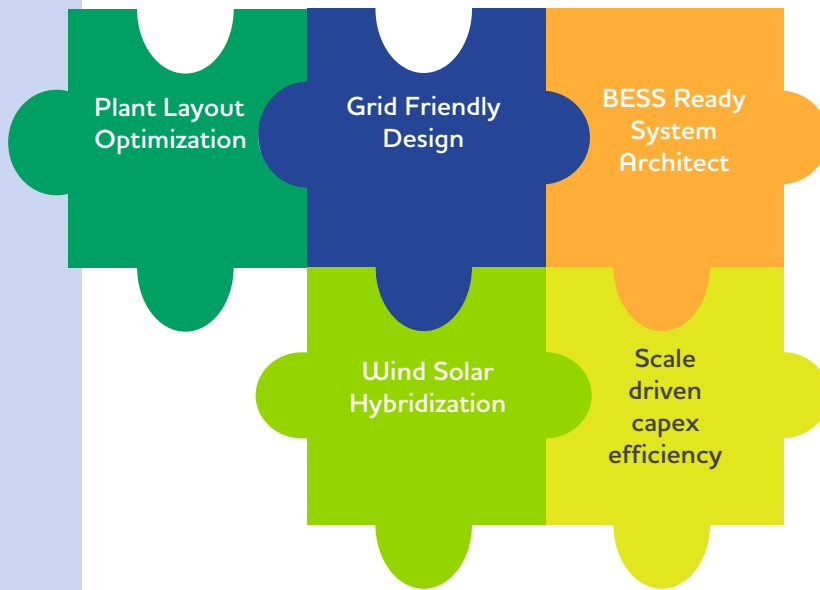 Plant Layout
Optimization
Grid Friendly
Design
BESS Ready
System
Architect
Wind Solar
Hybridization
Scale
driven
capex
efficiency